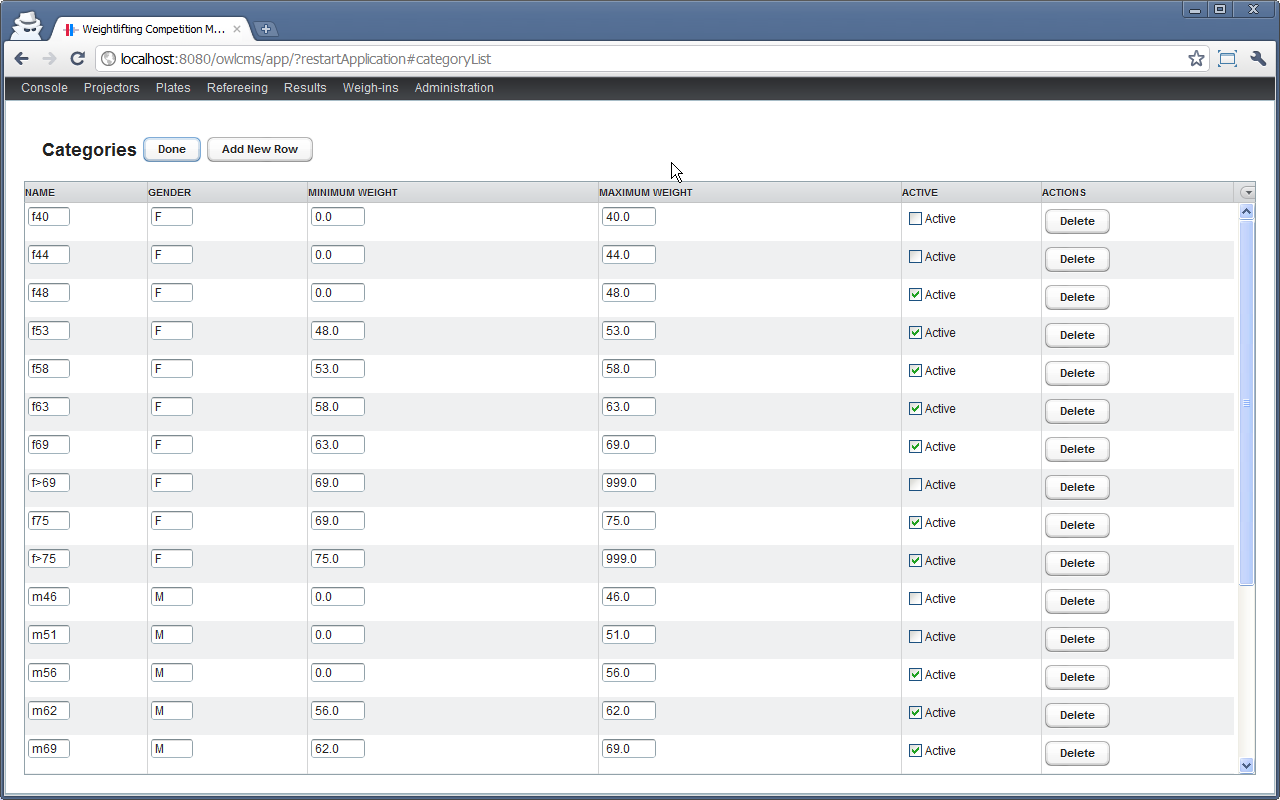 Weightlifting Competition M...
localhost:8080/owlcms/app/?restartApplication#categoryList
Console Projectors Plates Refereeing Results Weigh-ins Administration
Categories Done Add New Row
NAME GENDER MINIMUM WEIGHT MAXIMUM WEIGHT ACTIVE ACTIONS
f40 F 0.0 40.0 Active Delete
f44 F 0.0 44.0 Active Delete
f48 F 0.0 48.0 Active Delete
f53 F 48.0 53.0 Active Delete
f58 F 53.0 58.0 Active Delete
f63 F 58.0 63.0 Active Delete
f69 F 63.0 69.0 Active Delete
f>69 F 69.0 999.0 Active Delete
f75 F 69.0 75.0 Active Delete
f>75 F 75.0 999.0 Active Delete
m46 M 0.0 46.0 Active Delete
m51 M 0.0 51.0 Active Delete
m56 M 0.0 56.0 Active Delete
m62 M 56.0 62.0 Active Delete
m69 M 62.0 69.0 Active Delete